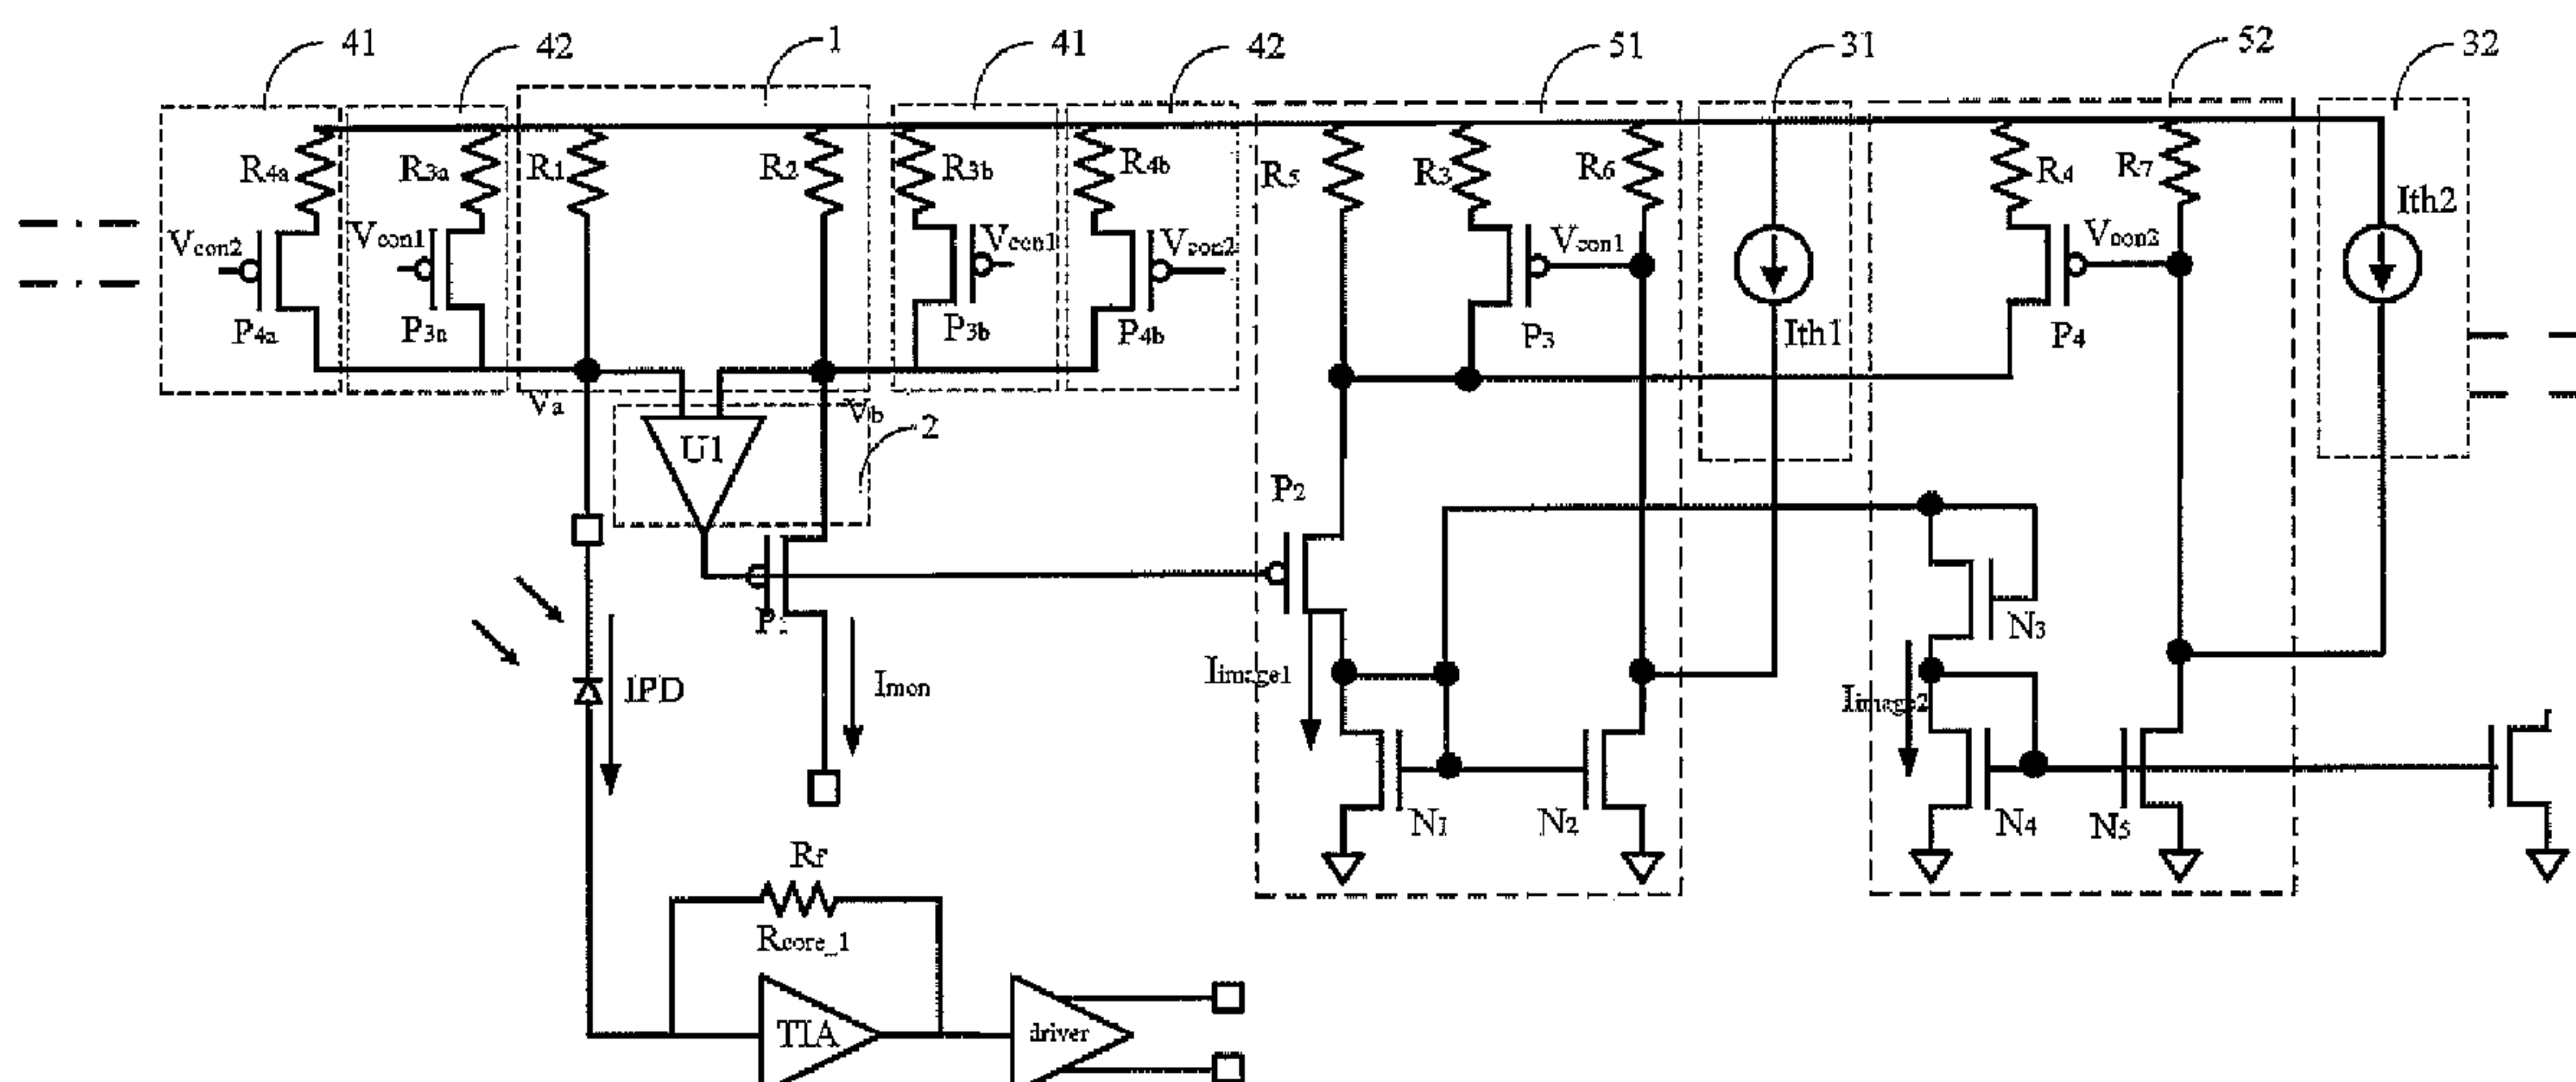 41
42
1
41
42
51
31
52
32
R4a
R3a
R1
R2
R3b
R4b
R5
R3
R6
R4
R7
Ith2
Vcon2
Vcon1
Vcon1
Vcon2
Vcon1
Vcon2
P4a
P3a
P3b
P4b
P3
Ith1
P4
Va
Vb
2
U1
P2
P1
N3
IPD
Imon
Iimage1
Iimage2
N1
N2
N4
N5
Rf
Rcore_1
TIA
driver